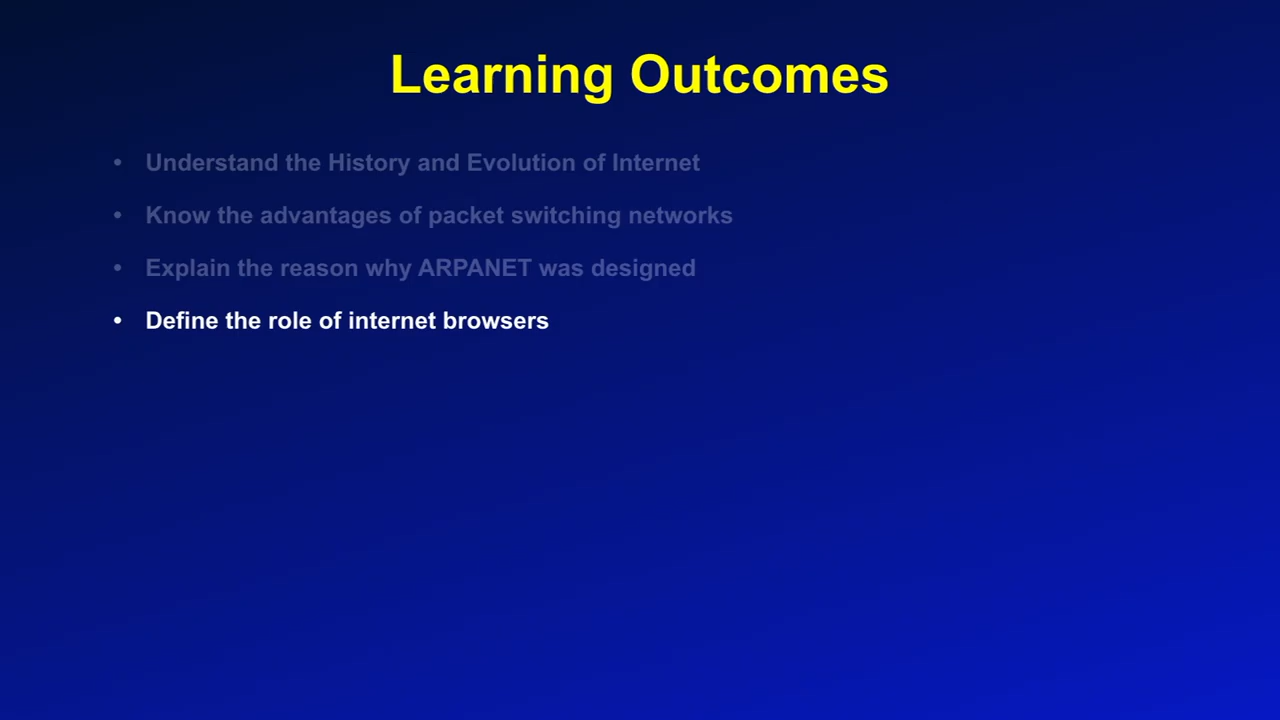 Learning Outcomes
• Understand the History and Evolution of Internet
• Know the advantages of packet switching networks
• Explain the reason why ARPANET was designed
• Define the role of internet browsers